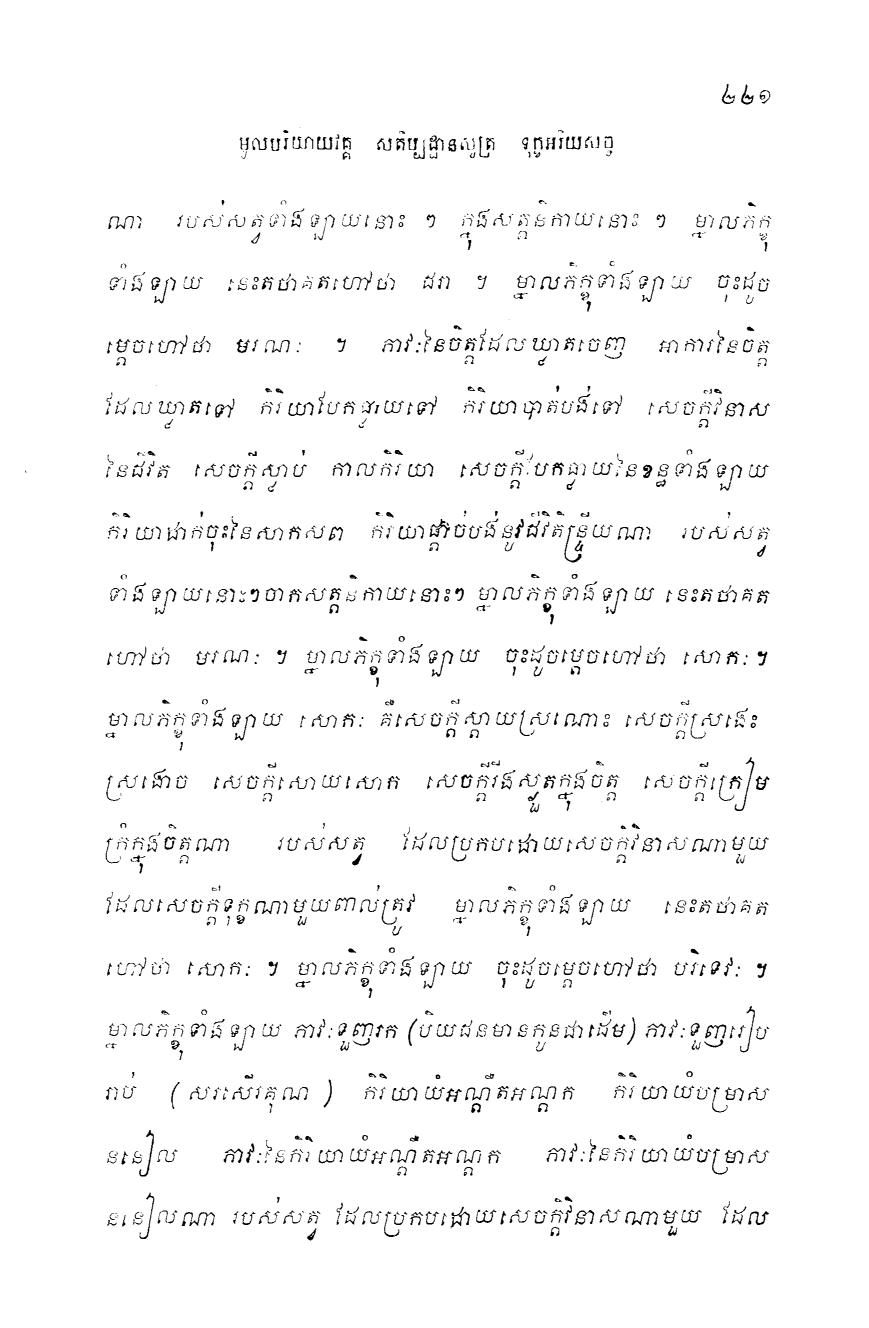 ២២១
មូលបរិយាយវគ្គ សតិប្បដ្ឋានសូត្រ ទុក្ខអរិយសច្ច
ណា របស់សត្វទាំងឡាយនោះ ៗ ក្នុងសត្តនិកាយនោះ ៗ ម្នាលភិក្ខុ
ទាំងឡាយ នេះតថាគតហៅថា ជរា ។ ម្នាលភិក្ខុទាំងឡាយ ចុះដូច
ម្តេចហៅថា មរណៈ ។ ភាវៈនៃចិត្តដែលឃ្វាតចេញ អាការនៃចិត្ត
ដែលឃ្វាតទៅ កិរិយាបែកធ្លាយទៅ កិរិយាបាត់បង់ទៅ សេចក្តីវិនាស
នៃជីវិត សេចក្តីស្លាប់ កាលកិរិយា សេចក្តីបែកធ្លាយនៃខន្ធទាំងឡាយ
កិរិយាដាក់ចុះនៃសាកសព កិរិយាផ្តាច់បង់នូវជីវិតិន្ទ្រីយណា របស់សត្វ
ទាំងឡាយនោះៗចាកសត្តនិកាយនោះៗ ម្នាលភិក្ខុទាំងឡាយ នេះតថាគត
ហៅថា មរណៈ ។ ម្នាលភិក្ខុទាំងឡាយ ចុះដូចម្តេចហៅថា សោកៈ ។
ម្នាលភិក្ខុទាំងឡាយ សោកៈ គឺសេចក្តីស្តាយស្រណោះ សេចក្តីស្រងេះ
ស្រងោច សេចក្តីសោយសោក សេចក្តីរីងស្ងួតក្នុងចិត្ត សេចក្តីក្រៀម
ក្រំក្នុងចិត្តណា របស់សត្វ ដែលប្រកបដោយសេចក្តីវិនាសណាមួយ
ដែលសេចក្តីទុក្ខណាមួយពាល់ត្រូវ ម្នាលភិក្ខុទាំងឡាយ នេះតថាគត
ហៅថា សោកៈ ។ ម្នាលភិក្ខុទាំងឡាយ ចុះដូចម្តេចហៅថា បរិទេវៈ ។
ម្នាលភិក្ខុទាំងឡាយ ភាវៈទួញរក (បិយជនមានកូនជាដើម) ភាវៈទួញរៀប
រាប់ (សរសើរគុណ) កិរិយាយំអណ្តឺតអណ្តក កិរិយាយំបម្រាស
ននៀល ភាវៈនៃកិរិយាយំអណ្តឺតអណ្តក ភាវៈនៃកិរិយាយំបម្រាស
ននៀលណា របស់សត្វ ដែលប្រកបដោយសេចក្តីវិនាសណាមួយ ដែល